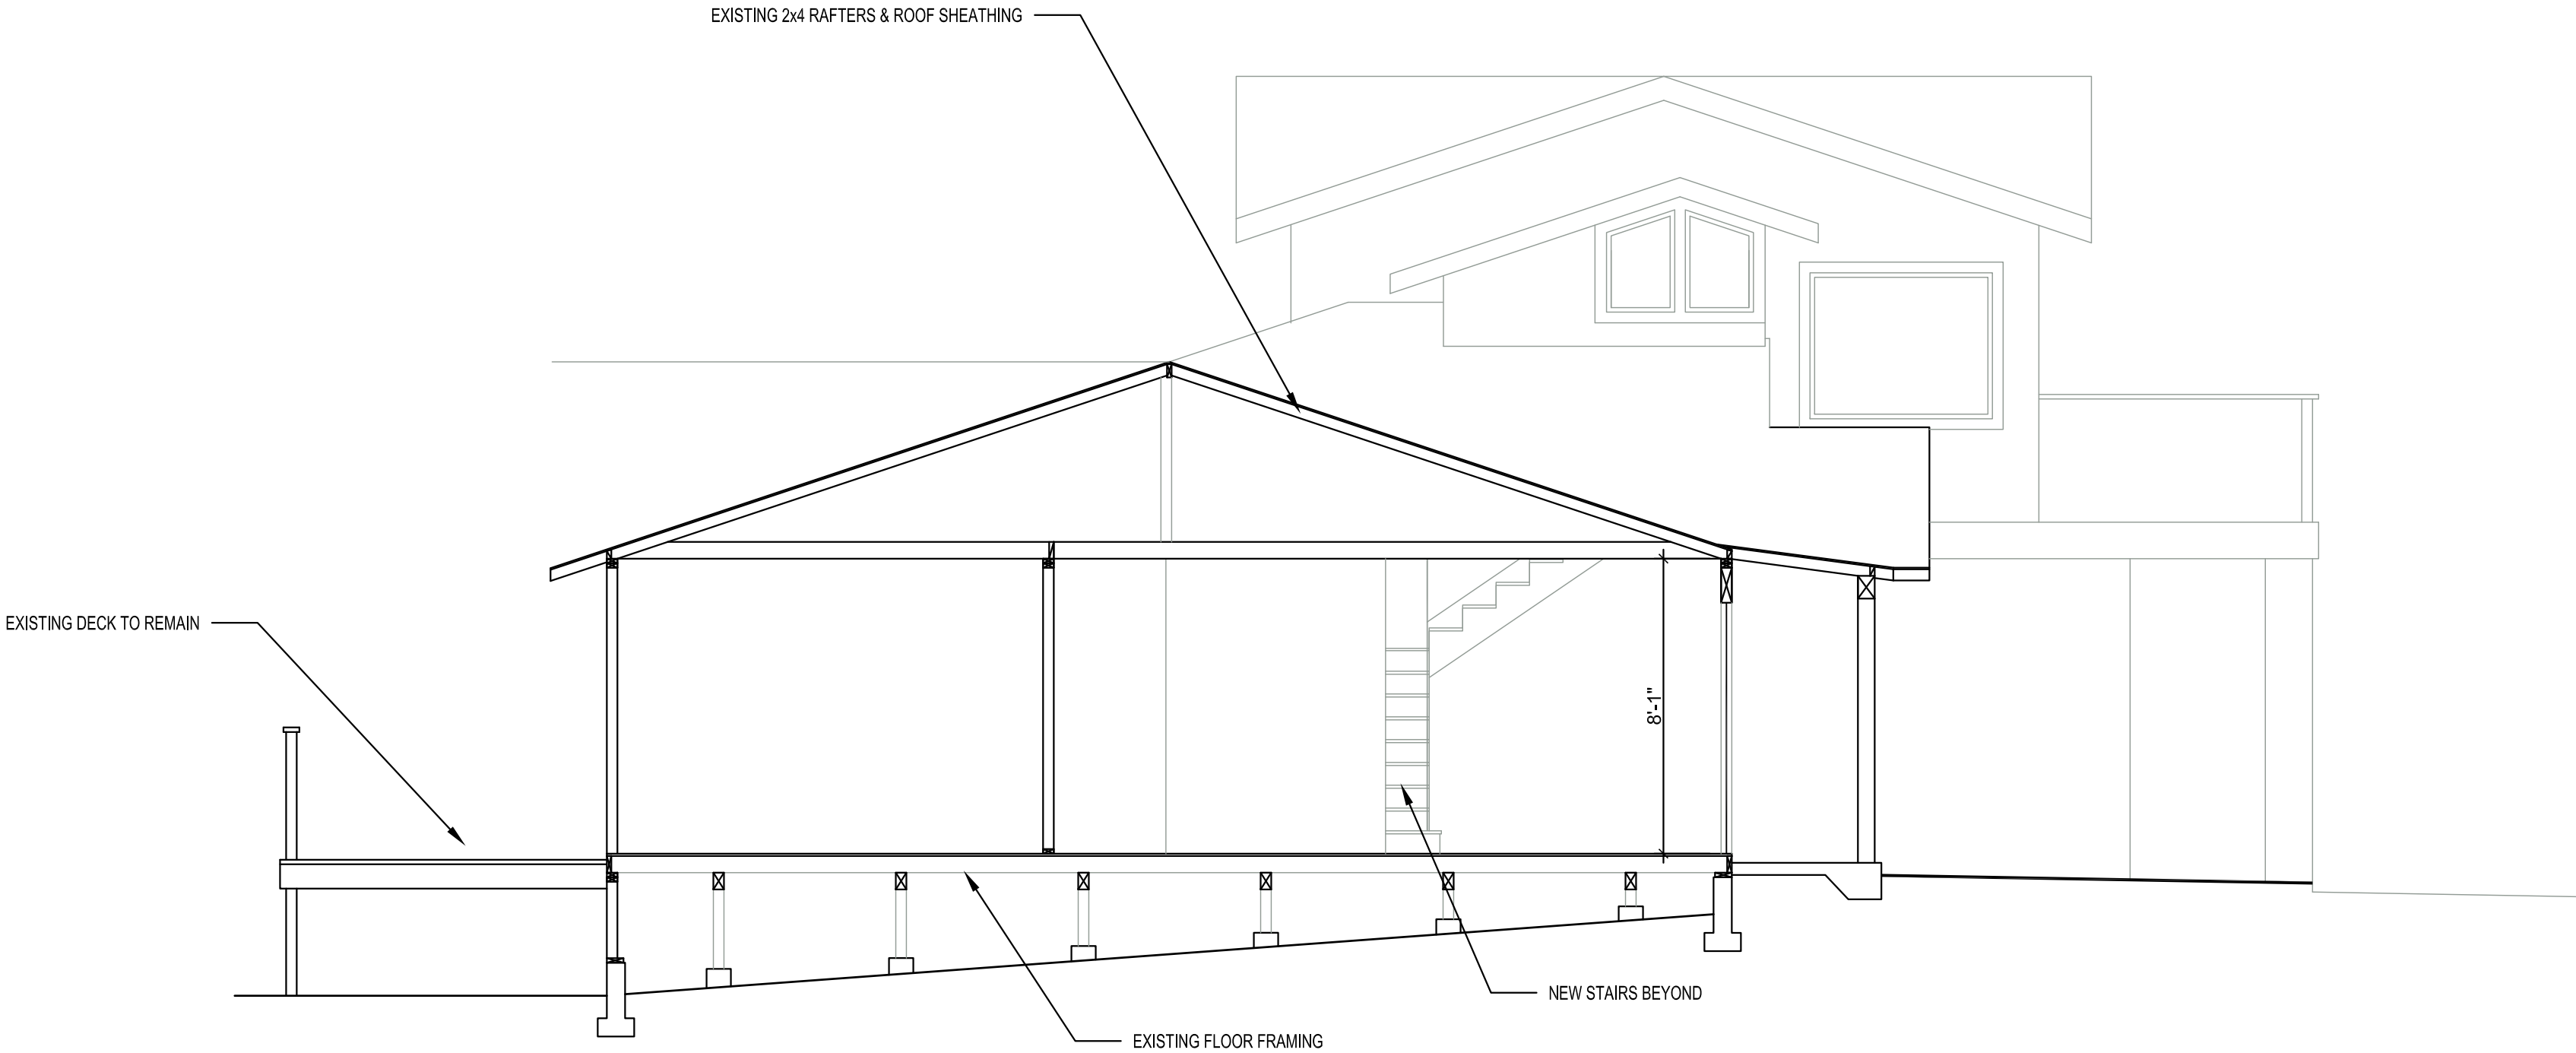 EXISTING 2x4 RAFTERS & ROOF SHEATHING
EXISTING DECK TO REMAIN
8'-1"
NEW STAIRS BEYOND
EXISTING FLOOR FRAMING